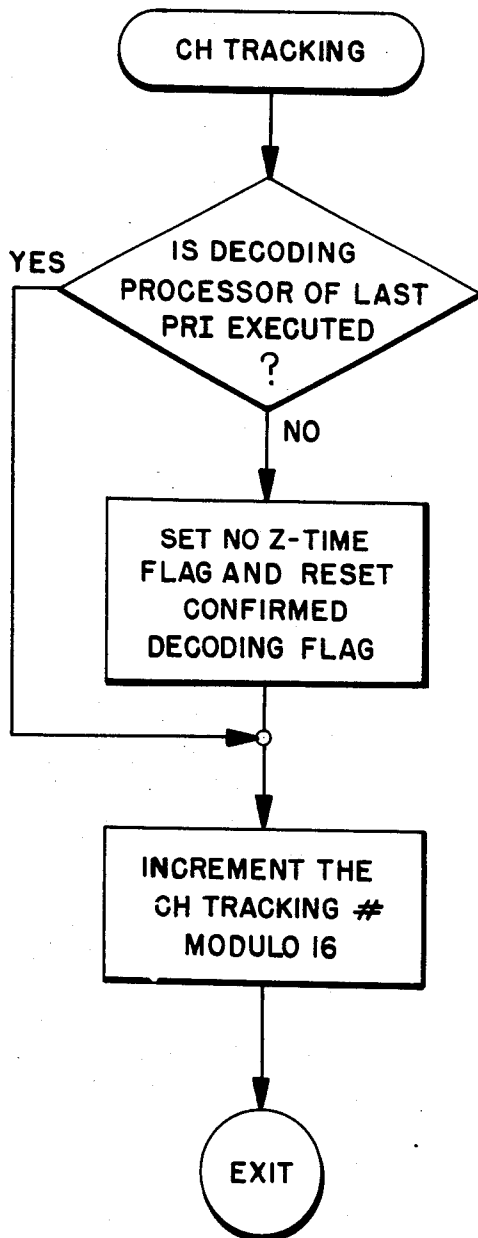 CH TRACKING
IS DECODING
PROCESSOR OF LAST
PRI EXECUTED
?
YES
NO
SET NO Z-TIME
FLAG AND RESET
CONFIRMED
DECODING FLAG
INCREMENT THE
CH TRACKING #
MODULO 16
EXIT